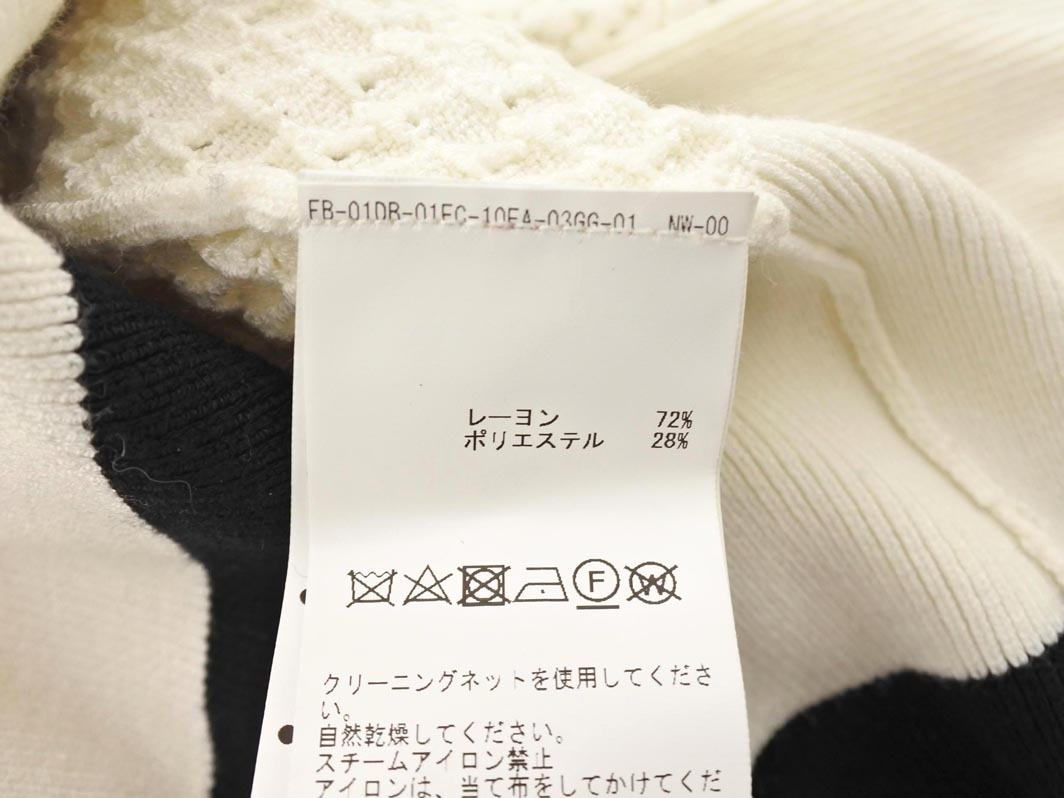 FB-01DB-01FC-10FA-03GG-01 NW-00
レーヨン 72%
ポリエステル 28%
F W
クリーニングネットを使用してくださ
い。
自然乾燥してください。
スチームアイロン禁止
アイロンは、当て布をしてかけてくだ